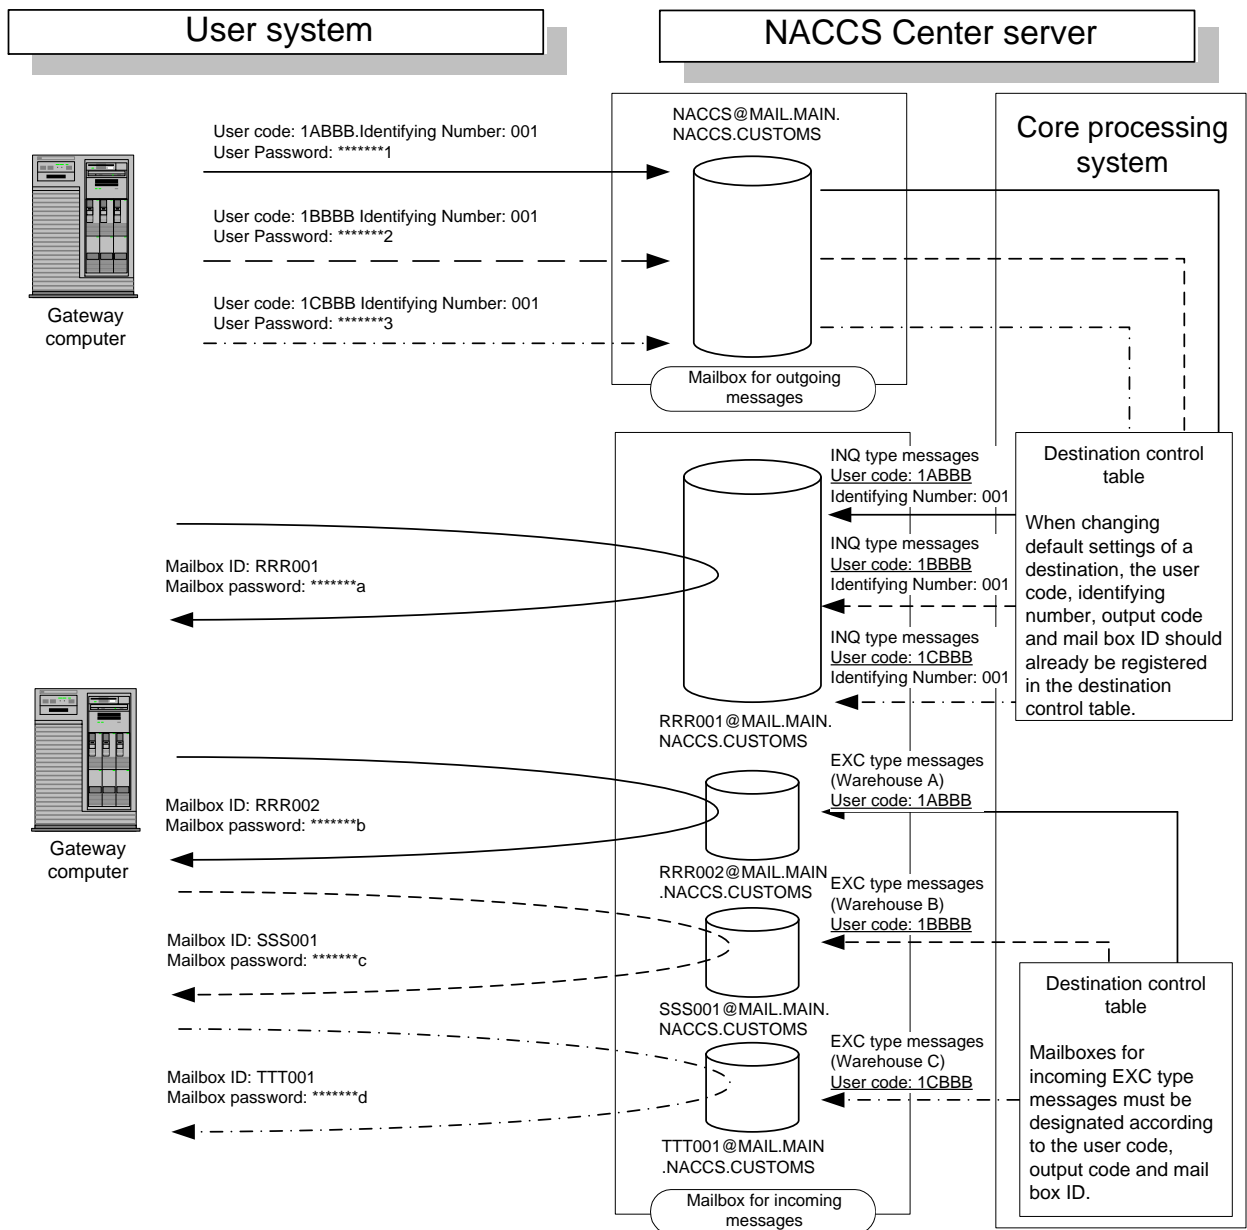 User system
NACCS Center server
NACCS@MAIL.MAIN.
NACCS.CUSTOMS
Core processing
system
User code: 1ABBB.Identifying Number: 001
User Password: *******1
User code: 1BBBB Identifying Number: 001
User Password: *******2
User code: 1CBBB Identifying Number: 001
User Password: *******3
Gateway
computer
Mailbox for outgoing
messages
INQ type messages
User code: 1ABBB
Identifying Number: 001
INQ type messages
User code: 1BBBB
Identifying Number: 001
INQ type messages
User code: 1CBBB
Identifying Number: 001
Destination control
table
When changing
default settings of a
destination, the user
code, identifying
number, output code
and mail box ID should
already be registered
in the destination
control table.
Mailbox ID: RRR001
Mailbox password: *******a
RRR001@MAIL.MAIN.
NACCS.CUSTOMS
Gateway
computer
Mailbox ID: RRR002
Mailbox password: *******b
EXC type messages
(Warehouse A)
User code: 1ABBB
RRR002@MAIL.MAIN
.NACCS.CUSTOMS
EXC type messages
(Warehouse B)
User code: 1BBBB
Mailbox ID: SSS001
Mailbox password: *******c
SSS001@MAIL.MAIN.
NACCS.CUSTOMS
EXC type messages
(Warehouse C)
User code: 1CBBB
Mailbox ID: TTT001
Mailbox password: *******d
TTT001@MAIL.MAIN
.NACCS.CUSTOMS
Destination control
table
Mailboxes for
incoming EXC type
messages must be
designated according
to the user code,
output code and mail
box ID.
Mailbox for incoming
messages